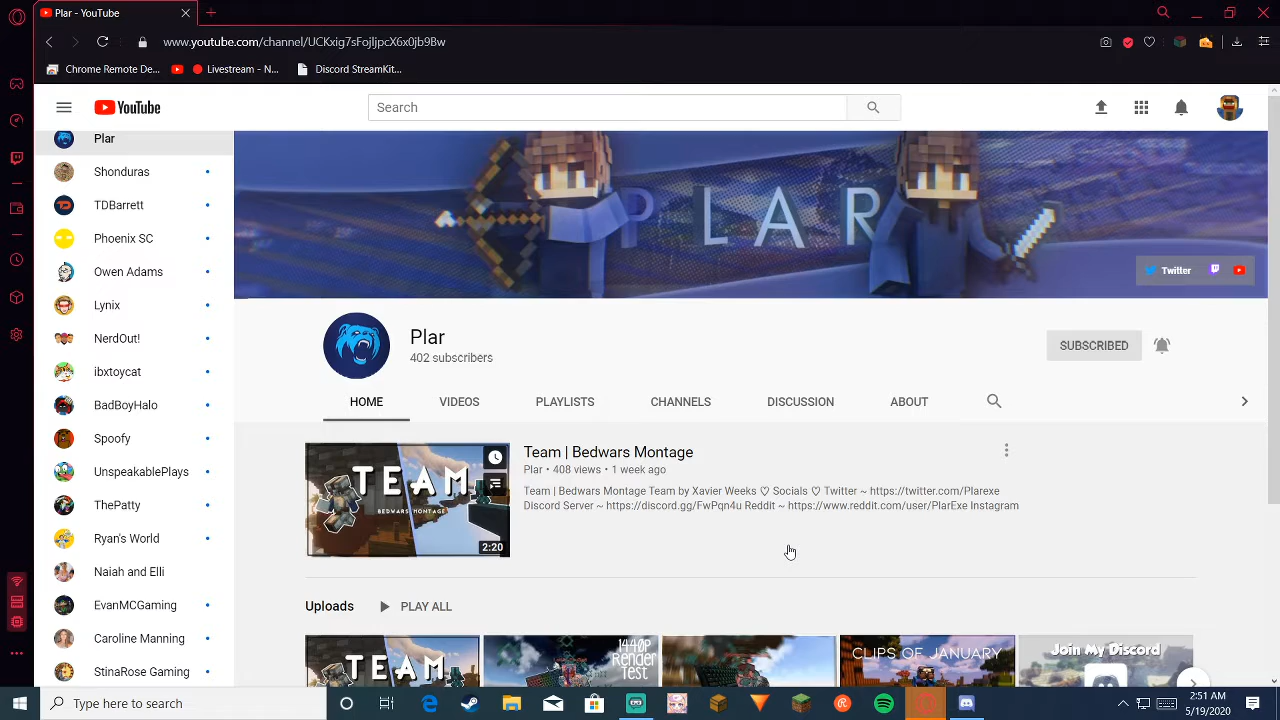 Plar - YouTube
www.youtube.com/channel/UCKxig7sFojlJpcX6x0jb9Bw
Chrome Remote De...
Livestream - N...
Discord StreamKit...
YouTube
Search
Plar
Shonduras
TDBarrett
Phoenix SC
Owen Adams
Lynix
NerdOut!
ibxtoycat
BadBoyHalo
Spoofy
UnspeakablePlays
ThePatty
Ryan's World
Naiah and Elli
EvanMCGaming
Caroline Manning
StinaRose Gaming
PLAR
Twitter
Plar
402 subscribers
SUBSCRIBED
HOME VIDEOS PLAYLISTS CHANNELS DISCUSSION ABOUT
TEAM
BEDWARS MONTAGE
2:20
Team | Bedwars Montage
Plar • 408 views • 1 week ago
Team | Bedwars Montage Team by Xavier Weeks ♡ Socials ♡ Twitter ~ https://twitter.com/Plarexe
Discord Server ~ https://discord.gg/FwPqn4u Reddit ~ https://www.reddit.com/user/PlarExe Instagram
Uploads PLAY ALL
TEAM
1440P
Render
Test
CLIPS OF JANUARY
Join My Discord
Type here to search
2:51 AM
5/19/2020